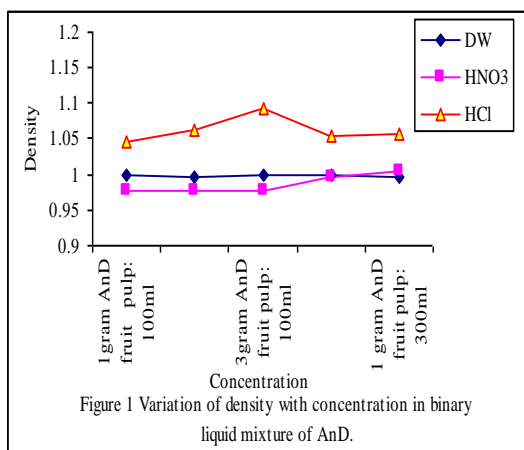 1.2
1.15
1.1
1.05
1
0.95
0.9
Density
DW
HNO3
HCl
1gram AnD
fruit pulp:
100ml
3gram AnD
fruit pulp:
100ml
1 gram AnD
fruit pulp:
300ml
Concentration
Figure 1 Variation of density with concentration in binary
liquid mixture of AnD.